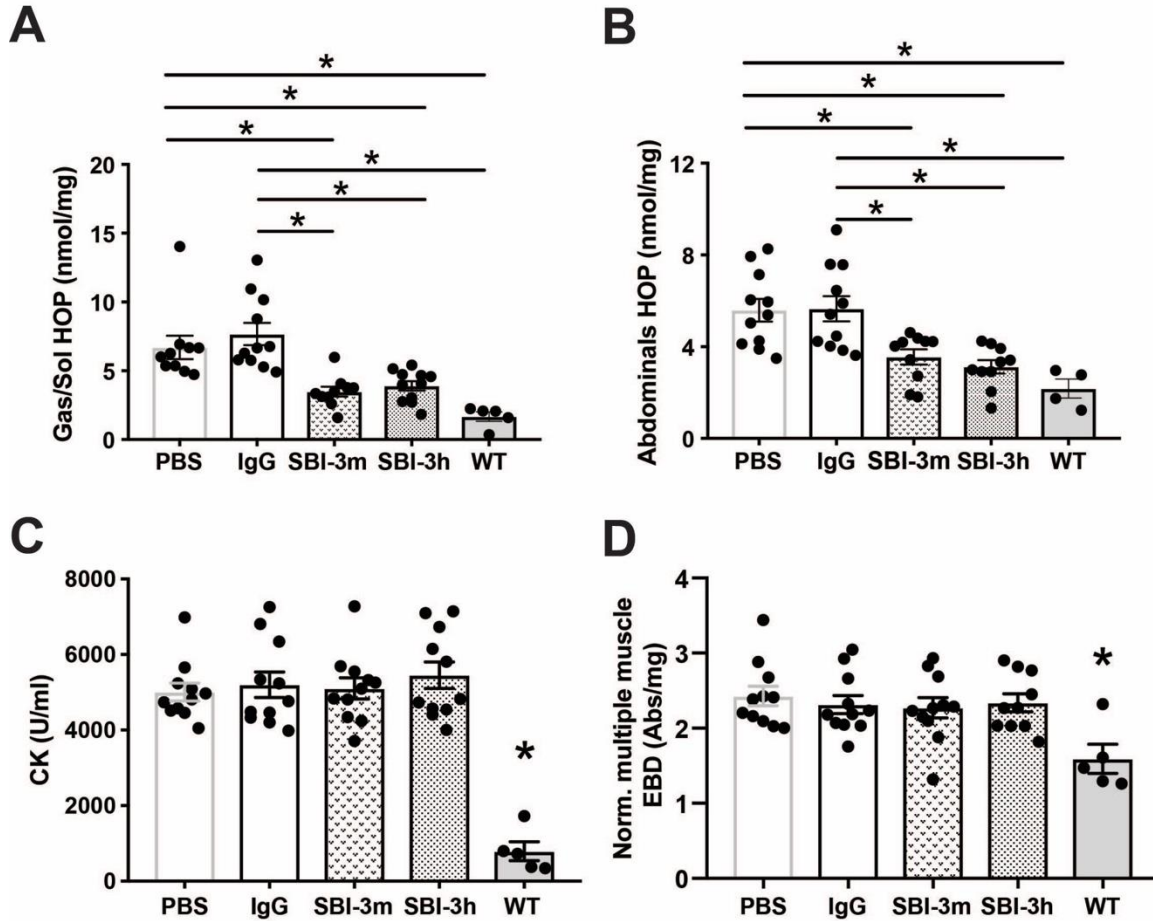 A
*
*
*
*
*
*
Gas/Sol HOP (nmol/mg)
20
15
10
5
0
PBS IgG SBI-3m SBI-3h WT
B
*
*
*
*
*
*
Abdominals HOP (nmol/mg)
12
8
4
0
PBS IgG SBI-3m SBI-3h WT
C
CK (U/ml)
8000
6000
4000
2000
0
*
PBS IgG SBI-3m SBI-3h WT
D
Norm. multiple muscle
EBD (Abs/mg)
4
3
2
1
0
*
PBS IgG SBI-3m SBI-3h WT